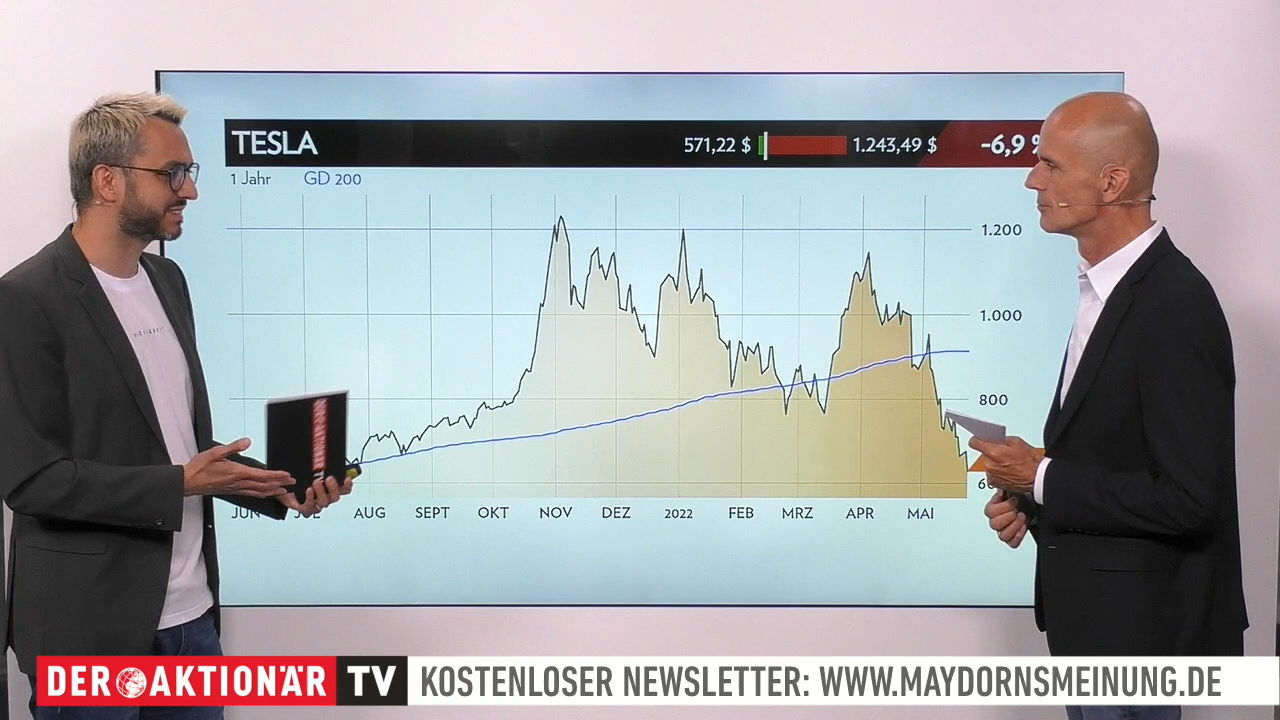 TESLA
571,22 $ 1.243,49 $ -6,9 %
1 Jahr GD 200
1.200
1.000
800
JUN AUG SEPT OKT NOV DEZ 2022 FEB MRZ APR MAI
DER AKTIONÄR TV KOSTENLOSER NEWSLETTER: WWW.MAYDORNSMEINUNG.DE